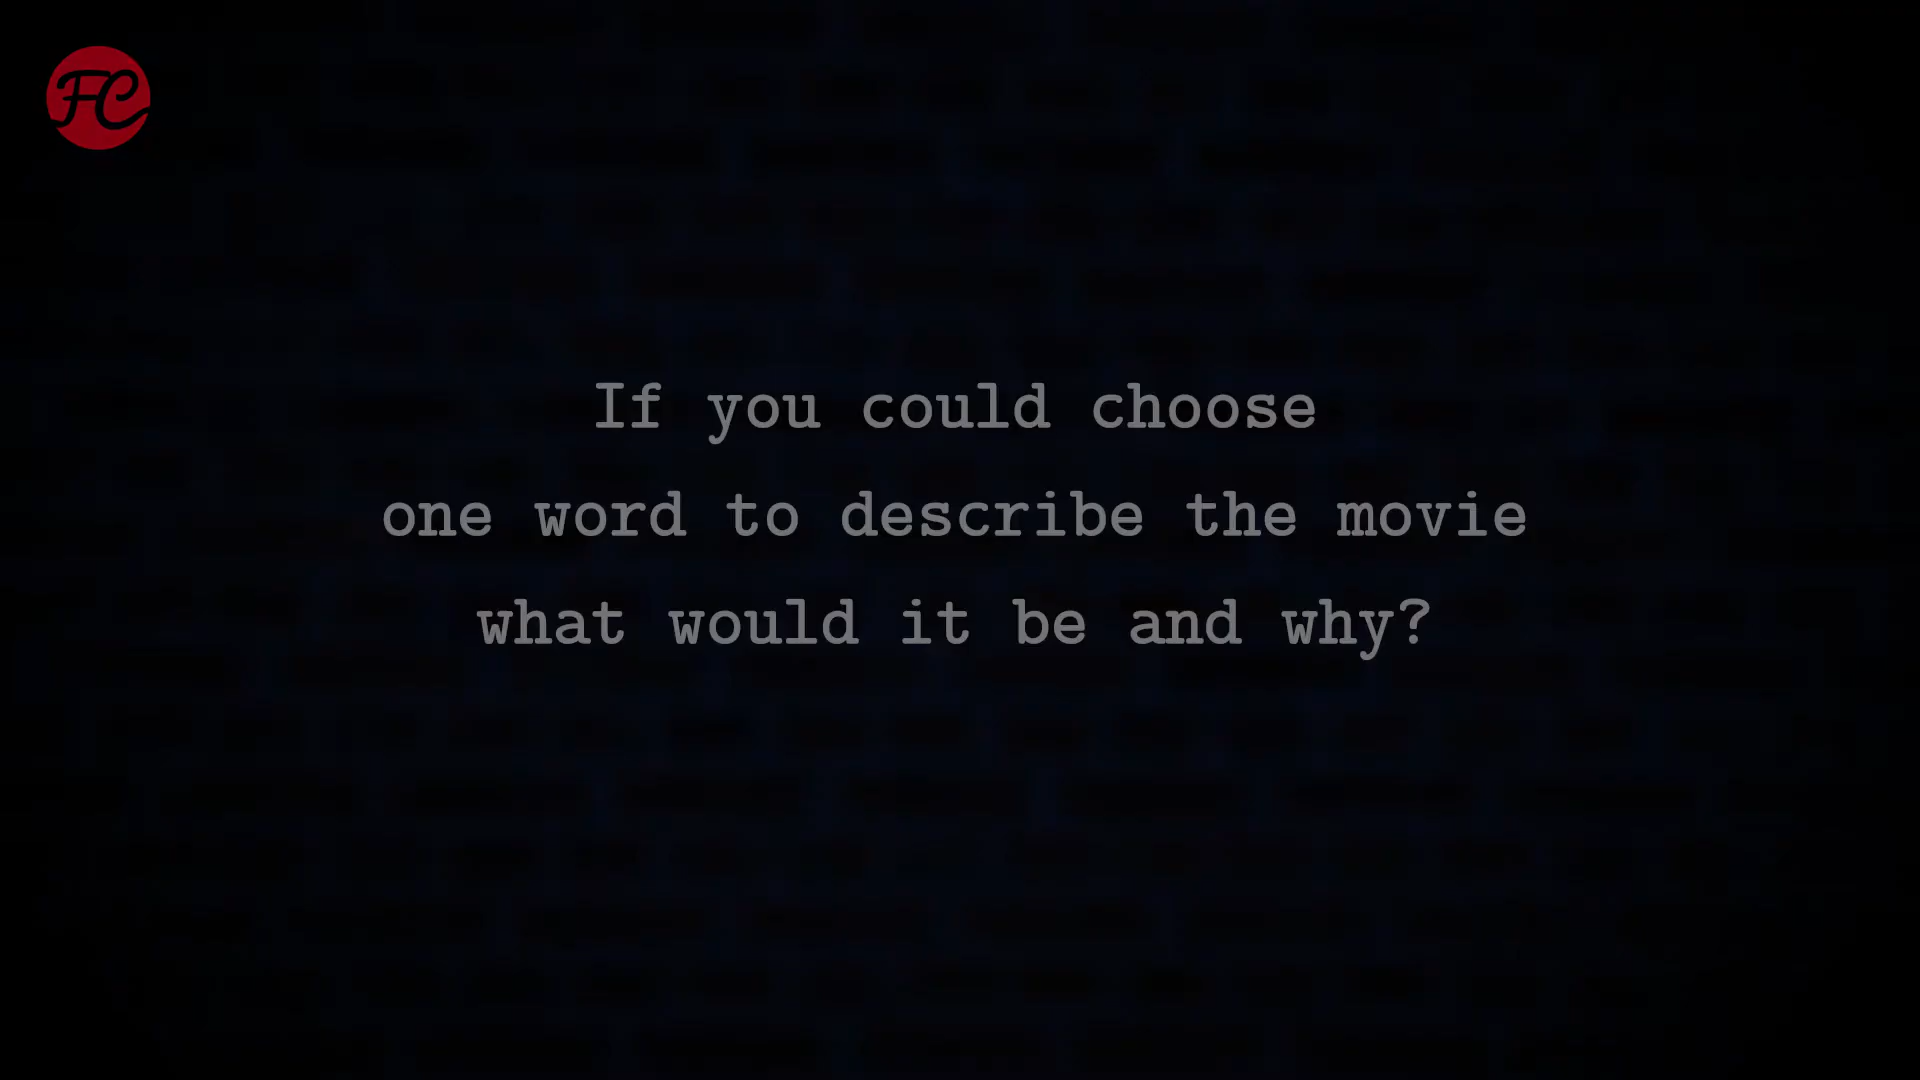 FC
If you could choose
one word to describe the movie
what would it be and why?